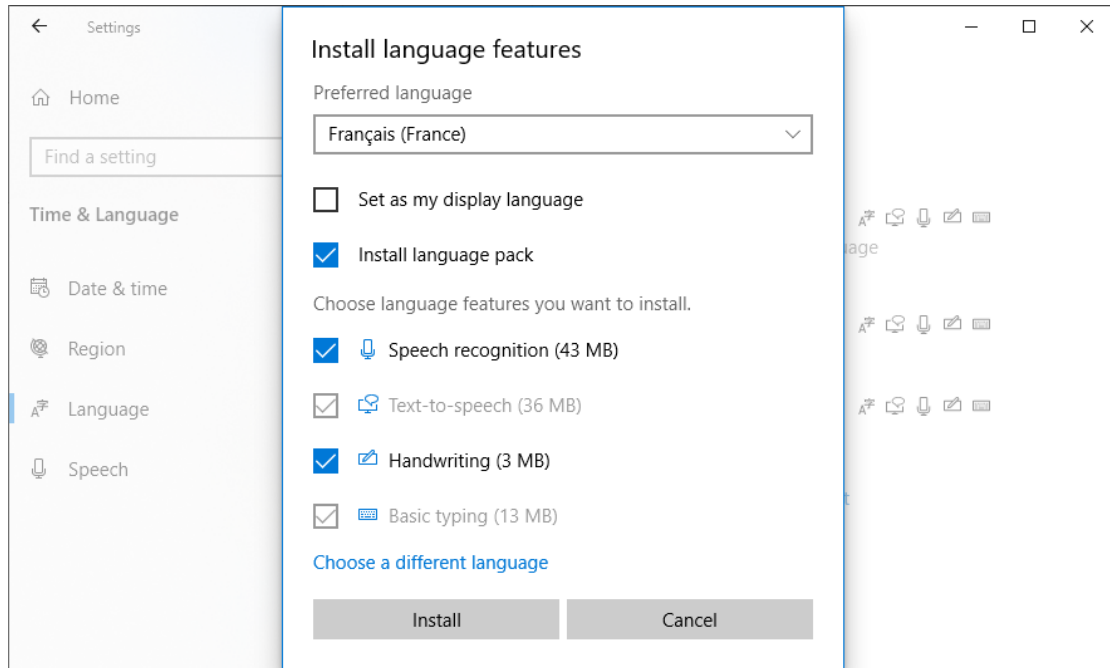 Settings
Home
Find a setting
Time & Language
Date & time
Region
Language
Speech
Install language features
Preferred language
Français (France)
Set as my display language
Install language pack
Choose language features you want to install.
Speech recognition (43 MB)
Text-to-speech (36 MB)
Handwriting (3 MB)
Basic typing (13 MB)
Choose a different language
Install
Cancel